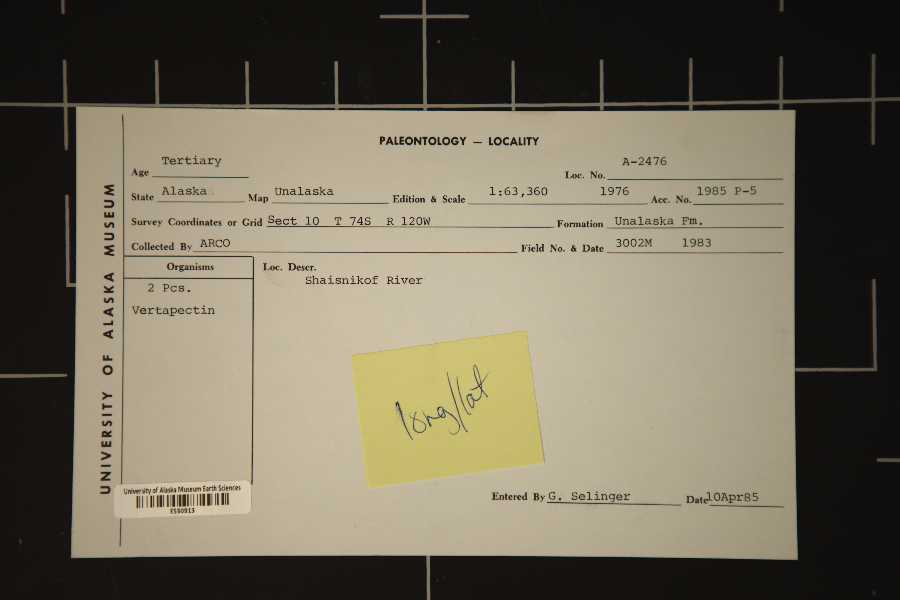 PALEONTOLOGY — LOCALITY
Age Tertiary
Loc. No. A-2476
State Alaska Map Unalaska Edition & Scale 1:63,360 1976 Acc. No. 1985 P-5
Survey Coordinates or Grid Sect 10 T 74S R 120W Formation Unalaska Fm.
Collected By ARCO Field No. & Date 3002M 1983
Organisms
2 Pcs.
Vertapectin
Loc. Descr.
Shaisnikof River
long/lat
UNIVERSITY OF ALASKA MUSEUM
University of Alaska Museum Earth Sciences
ES90913
Entered By G. Selinger Date 10Apr85